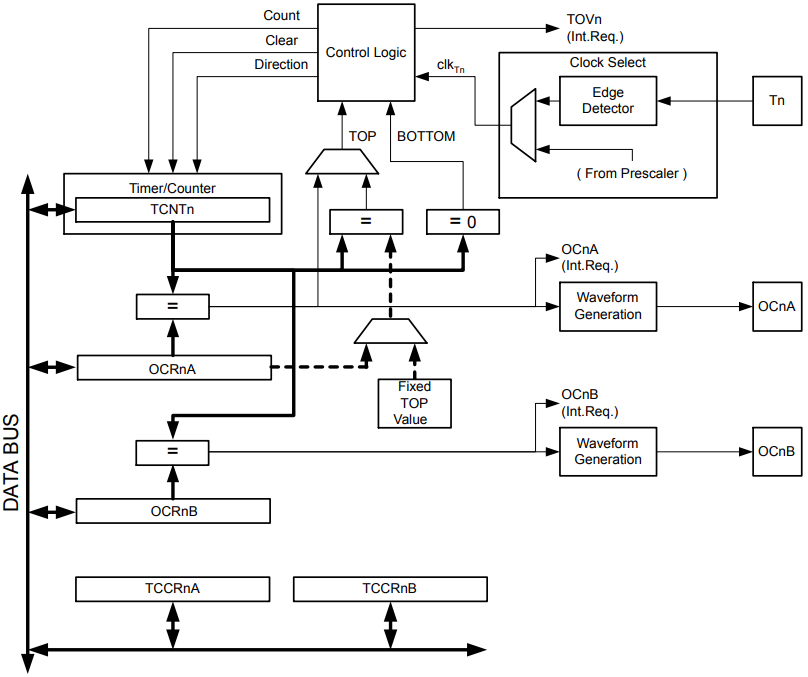 Count
Clear
Direction
Control Logic
TOVn
(Int.Req.)
clkTn
Clock Select
Edge
Detector
Tn
( From Prescaler )
TOP
BOTTOM
Timer/Counter
TCNTn
=
= 0
OCnA
(Int.Req.)
=
Waveform
Generation
OCnA
OCRnA
Fixed
TOP
Value
OCnB
(Int.Req.)
=
Waveform
Generation
OCnB
OCRnB
DATA BUS
TCCRnA
TCCRnB